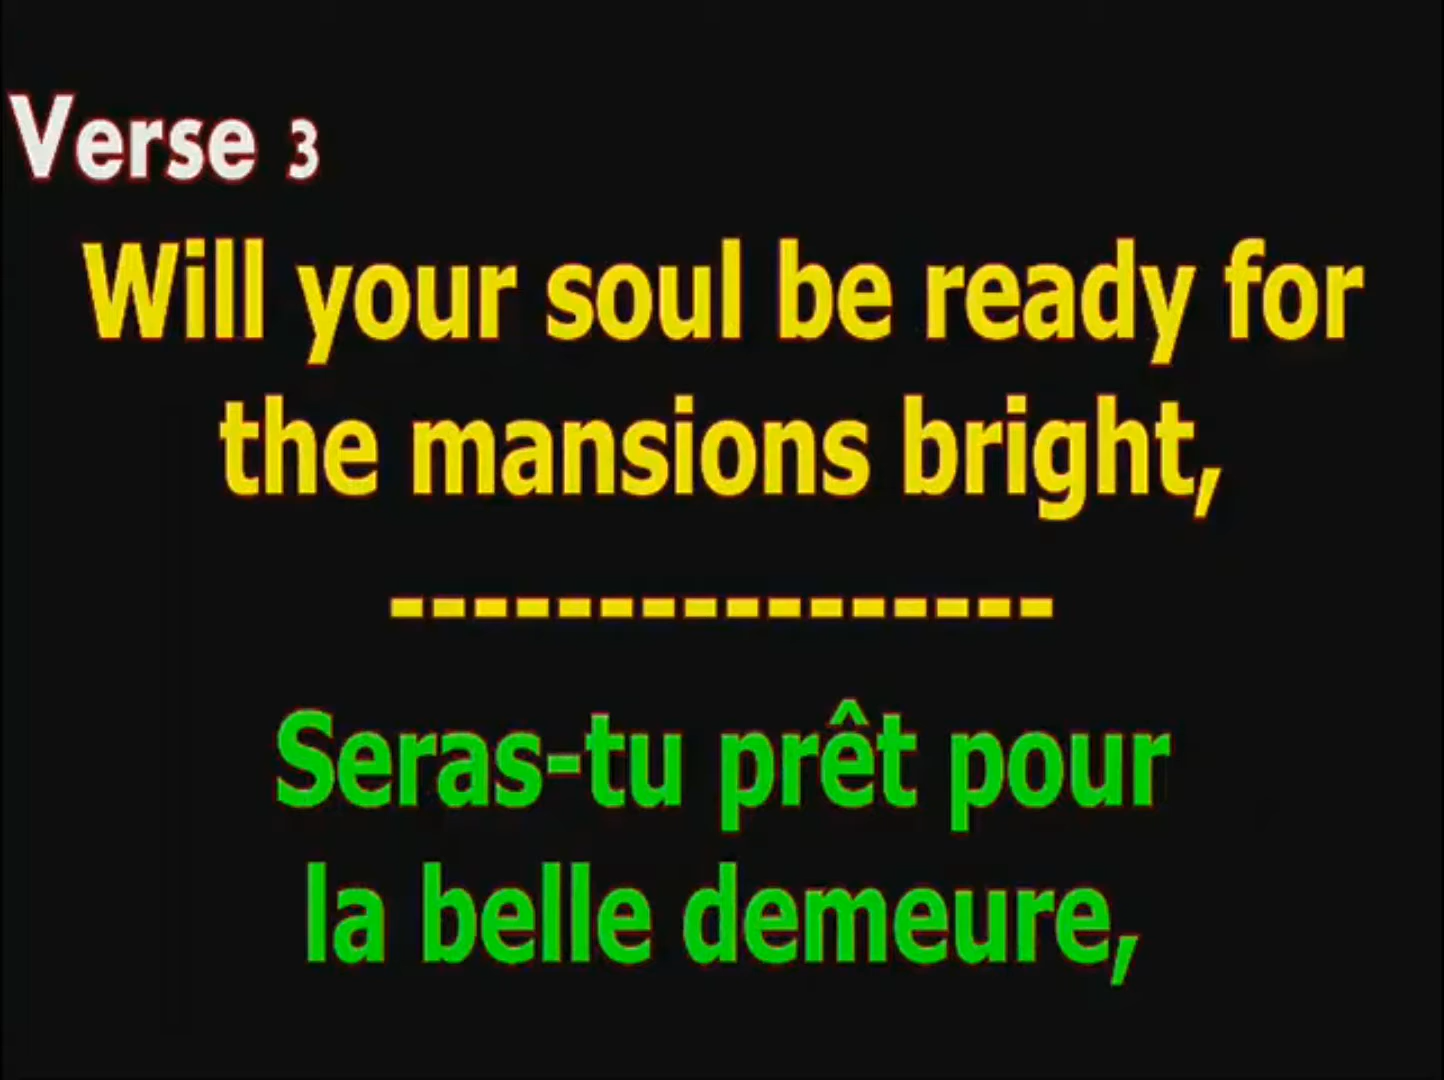 Verse 3
Will your soul be ready for
the mansions bright,
----------------
Seras-tu prêt pour
la belle demeure,